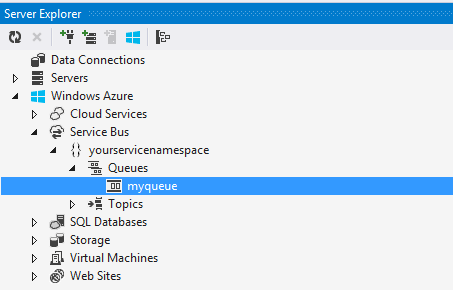 Server Explorer
Data Connections
Servers
Windows Azure
Cloud Services
Service Bus
{} yourservicenamespace
Queues
myqueue
Topics
SQL Databases
Storage
Virtual Machines
Web Sites